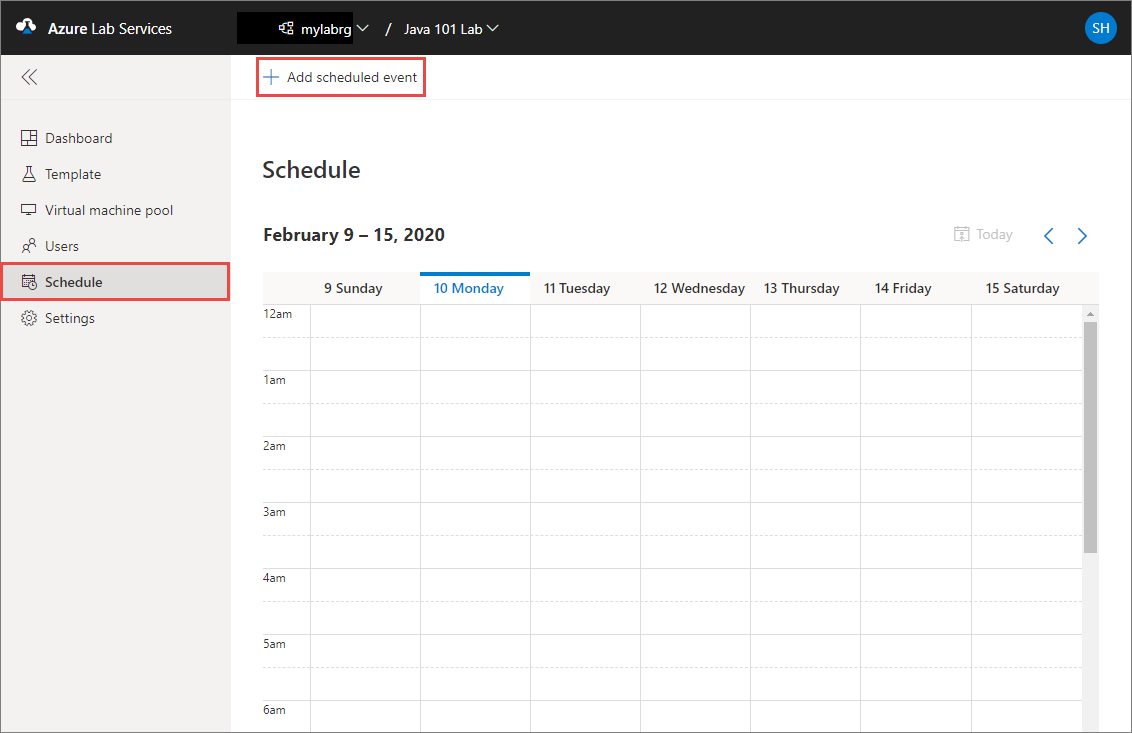 Azure Lab Services mylabrg / Java 101 Lab SH
Add scheduled event
Dashboard
Template
Virtual machine pool
Users
Schedule
Settings
Schedule
February 9 – 15, 2020 Today
9 Sunday 10 Monday 11 Tuesday 12 Wednesday 13 Thursday 14 Friday 15 Saturday
12am
1am
2am
3am
4am
5am
6am